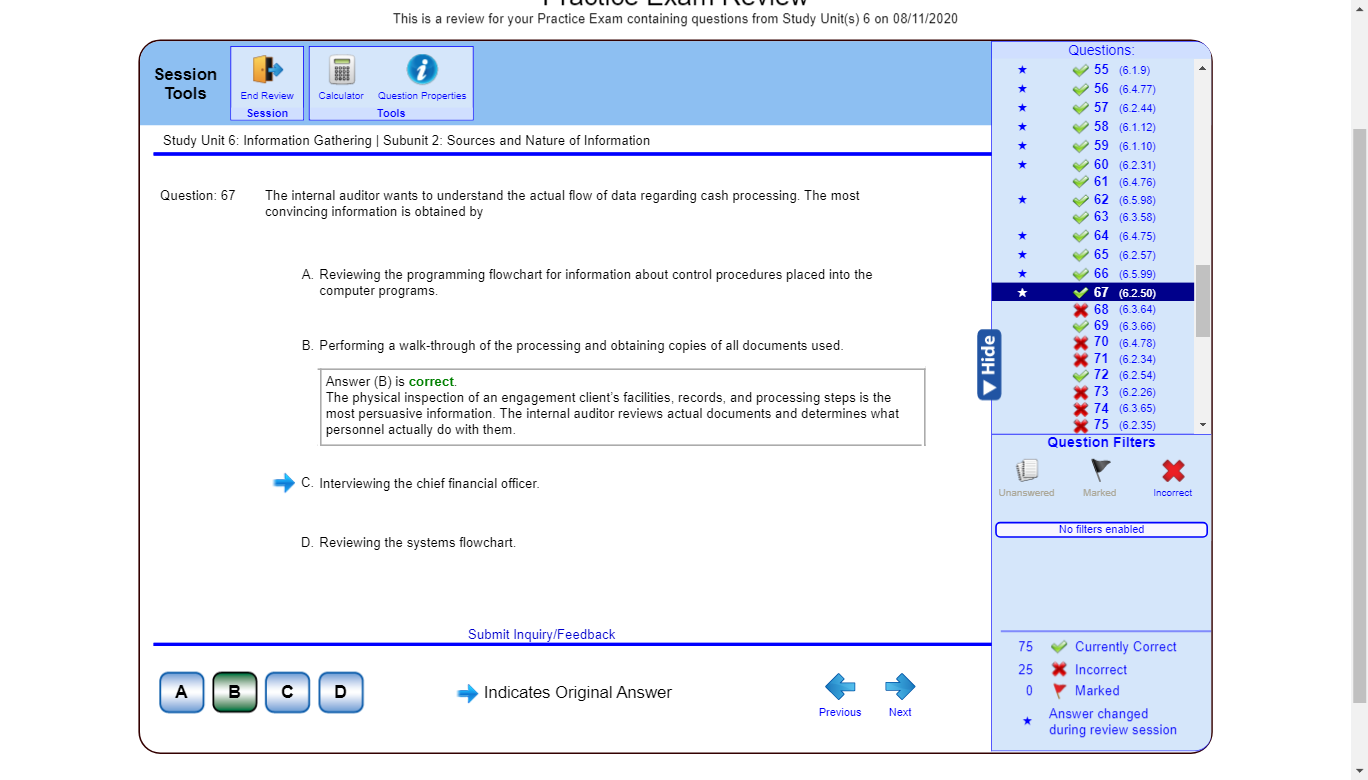 Practice Exam Review
This is a review for your Practice Exam containing questions from Study Unit(s) 6 on 08/11/2020
Session
Tools
End Review
Session
Calculator
Question Properties
Tools
Study Unit 6: Information Gathering | Subunit 2: Sources and Nature of Information
Question: 67
The internal auditor wants to understand the actual flow of data regarding cash processing. The most
convincing information is obtained by
A. Reviewing the programming flowchart for information about control procedures placed into the
computer programs.
B. Performing a walk-through of the processing and obtaining copies of all documents used.
Answer (B) is correct.
The physical inspection of an engagement client's facilities, records, and processing steps is the
most persuasive information. The internal auditor reviews actual documents and determines what
personnel actually do with them.
C. Interviewing the chief financial officer.
D. Reviewing the systems flowchart.
Submit Inquiry/Feedback
A B C D
Indicates Original Answer
Previous
Next
Hide
Questions:
55 (6.1.9)
56 (6.4.77)
57 (6.2.44)
58 (6.1.12)
59 (6.1.10)
60 (6.2.31)
61 (6.4.76)
62 (6.5.98)
63 (6.3.58)
64 (6.4.75)
65 (6.2.57)
66 (6.5.99)
67 (6.2.50)
68 (6.3.64)
69 (6.3.66)
70 (6.4.78)
71 (6.2.34)
72 (6.2.54)
73 (6.2.26)
74 (6.3.65)
75 (6.2.35)
Question Filters
Unanswered
Marked
Incorrect
No filters enabled
75 Currently Correct
25 Incorrect
0 Marked
Answer changed
during review session